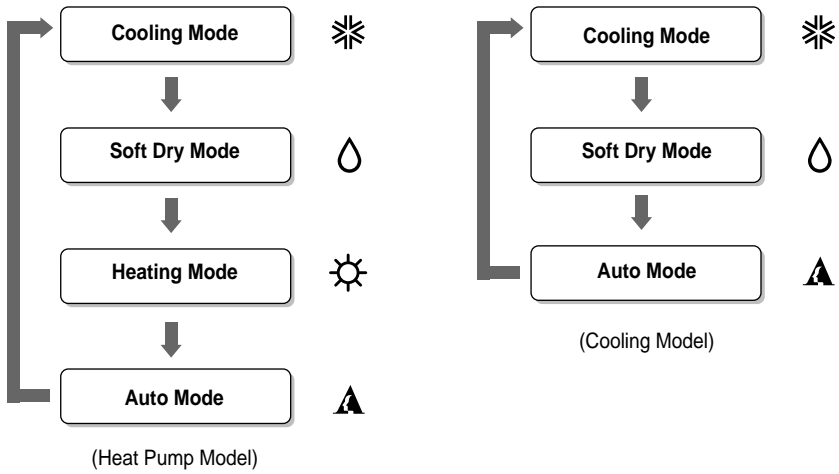 Cooling Mode
Soft Dry Mode
Heating Mode
Auto Mode
(Heat Pump Model)
Cooling Mode
Soft Dry Mode
Auto Mode
(Cooling Model)